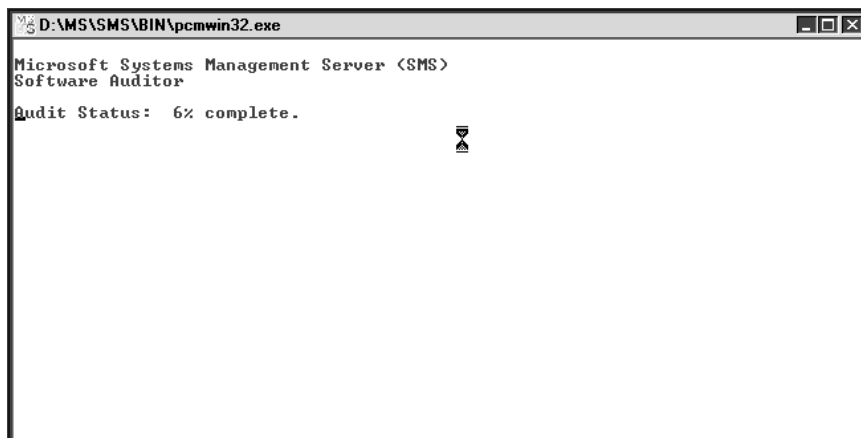 D:\MS\SMS\BIN\pcmwin32.exe
Microsoft Systems Management Server (SMS)
Software Auditor
Audit Status:  6% complete.